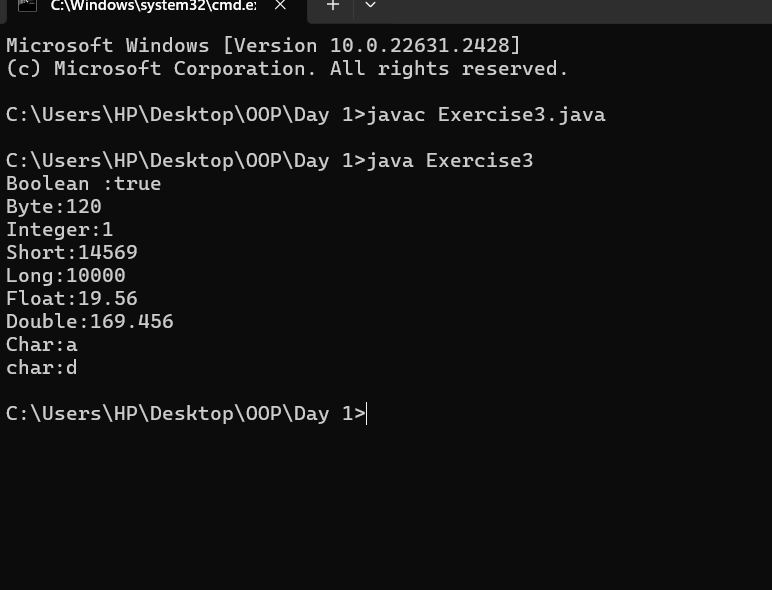 C:\Windows\system32\cmd.e
Microsoft Windows [Version 10.0.22631.2428]
(c) Microsoft Corporation. All rights reserved.
C:\Users\HP\Desktop\OOP\Day 1>javac Exercise3.java
C:\Users\HP\Desktop\OOP\Day 1>java Exercise3
Boolean :true
Byte:120
Integer:1
Short:14569
Long:10000
Float:19.56
Double:169.456
Char:a
char:d
C:\Users\HP\Desktop\OOP\Day 1>